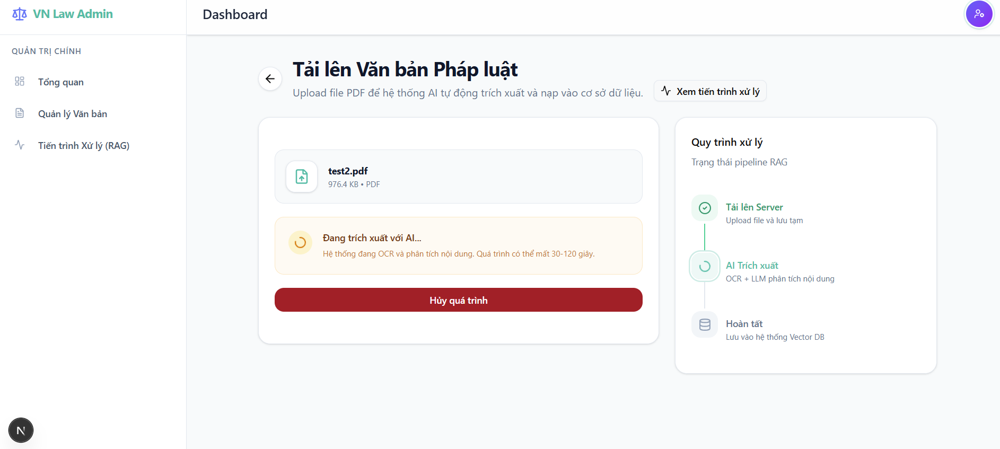 VN Law Admin
Dashboard
QUẢN TRỊ CHÍNH
Tổng quan
Quản lý Văn bản
Tiến trình Xử lý (RAG)
Tải lên Văn bản Pháp luật
Upload file PDF để hệ thống AI tự động trích xuất và nạp vào cơ sở dữ liệu.
Xem tiến trình xử lý
test2.pdf
976.4 KB • PDF
Đang trích xuất với AI...
Hệ thống đang OCR và phân tích nội dung. Quá trình có thể mất 30-120 giây.
Hủy quá trình
Quy trình xử lý
Trạng thái pipeline RAG
Tải lên Server
Upload file và lưu tạm
AI Trích xuất
OCR + LLM phân tích nội dung
Hoàn tất
Lưu vào hệ thống Vector DB
N